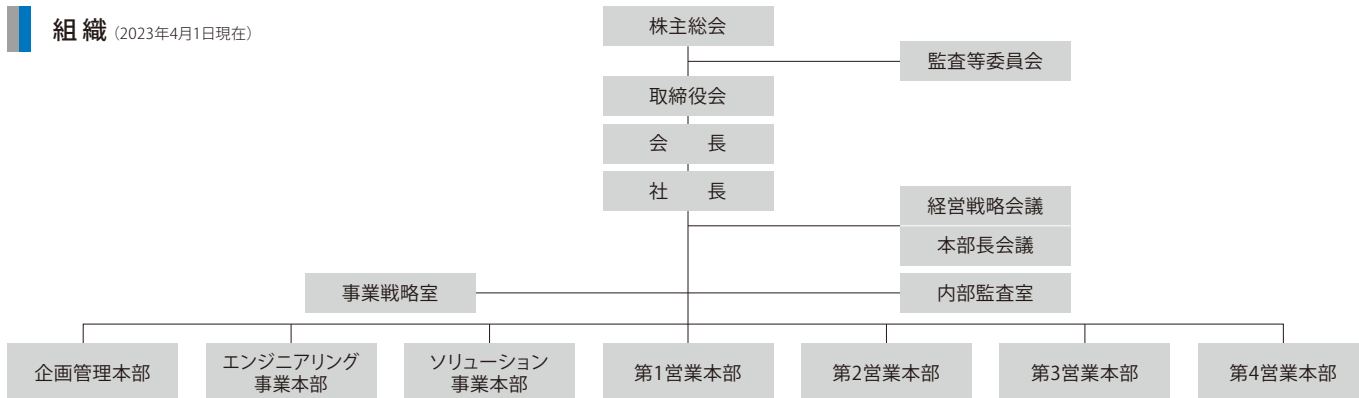 組 織 (2023年4月1日現在)
株主総会
監査等委員会
取締役会
会　　長
社　　長
経営戦略会議
本部長会議
事業戦略室
内部監査室
企画管理本部
エンジニアリング
事業本部
ソリューション
事業本部
第1営業本部
第2営業本部
第3営業本部
第4営業本部